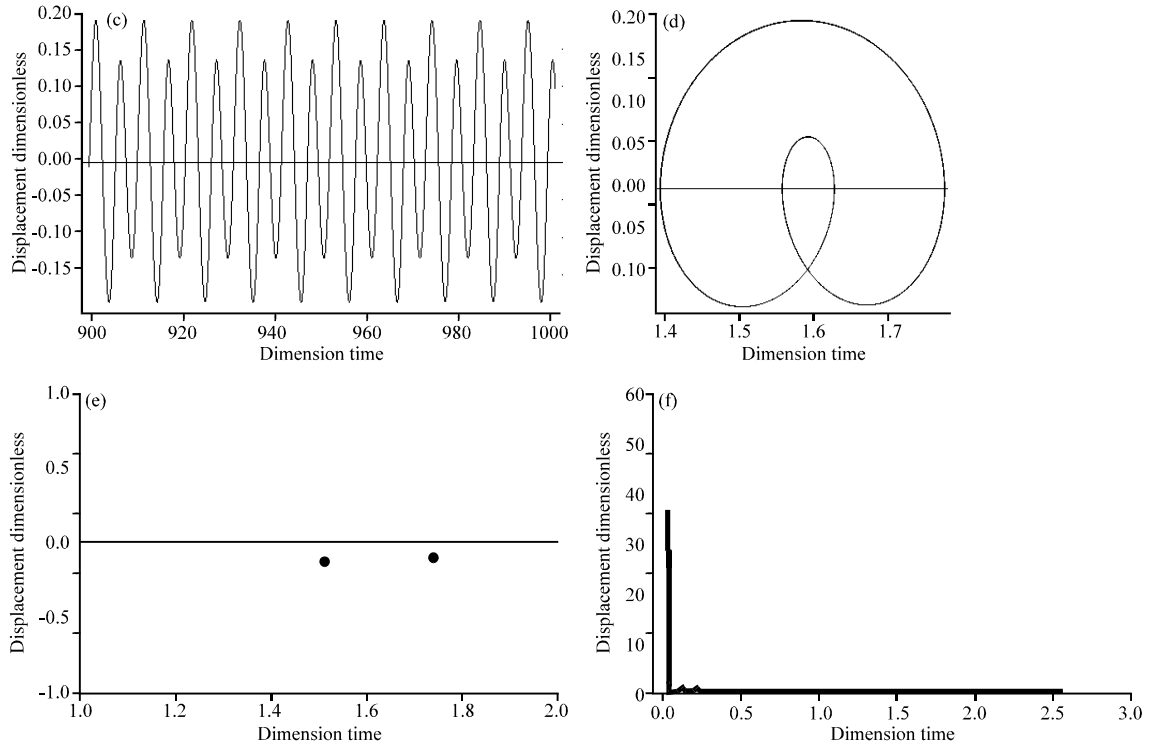 (c)
Displacement dimensionless
0.20
0.15
0.10
0.05
0.00
-0.05
-0.10
-0.15
900 920 940 960 980 1000
Dimension time
(d)
Displacement dimensionless
0.20
0.15
0.10
0.05
0.00
0.05
0.10
1.4 1.5 1.6 1.7
Dimension time
(e)
Displacement dimensionless
1.0
0.5
0.0
-0.5
-1.0
1.0 1.2 1.4 1.6 1.8 2.0
Dimension time
(f)
Displacement dimensionless
60
50
40
30
20
10
0
0.0 0.5 1.0 1.5 2.0 2.5 3.0
Dimension time